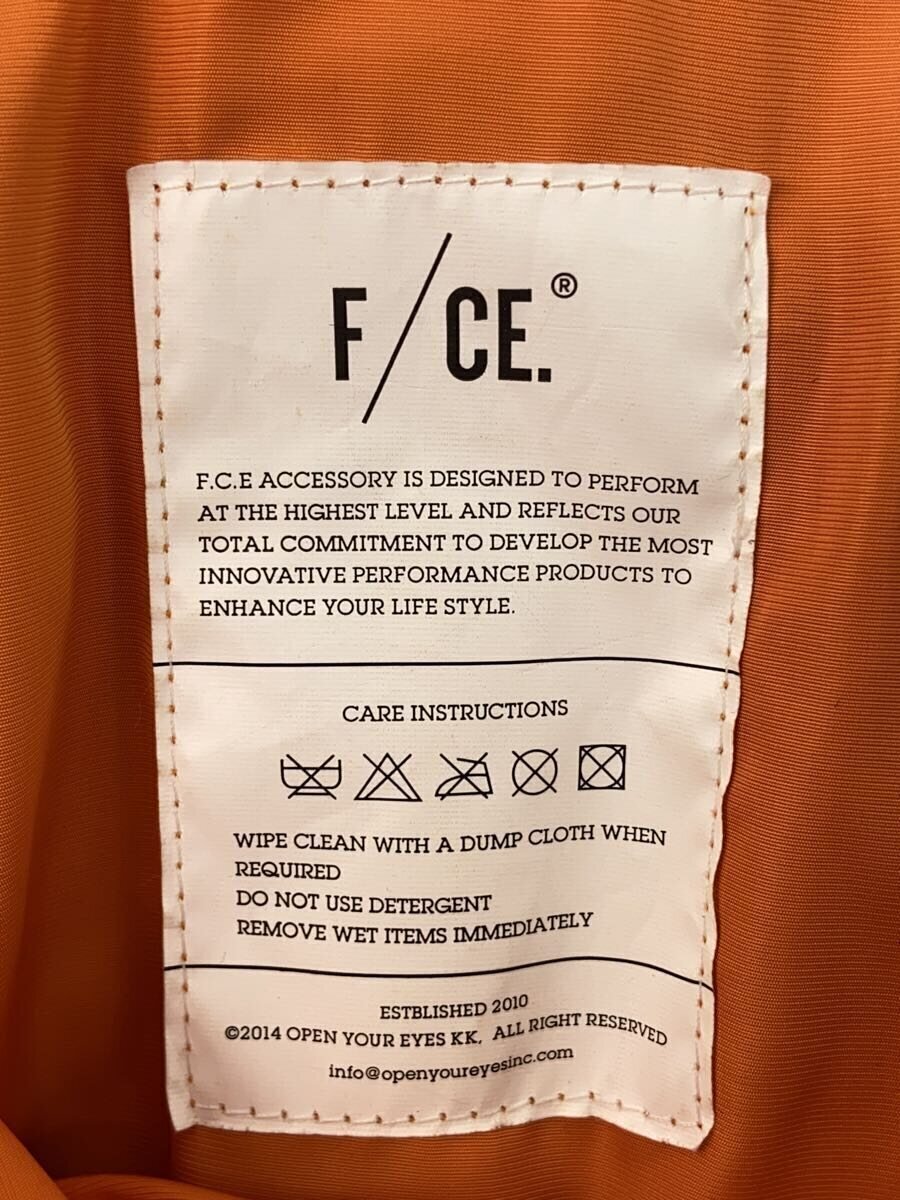 F/CE.®
F.C.E ACCESSORY IS DESIGNED TO PERFORM
AT THE HIGHEST LEVEL AND REFLECTS OUR
TOTAL COMMITMENT TO DEVELOP THE MOST
INNOVATIVE PERFORMANCE PRODUCTS TO
ENHANCE YOUR LIFE STYLE.
CARE INSTRUCTIONS
WIPE CLEAN WITH A DUMP CLOTH WHEN
REQUIRED
DO NOT USE DETERGENT
REMOVE WET ITEMS IMMEDIATELY
ESTBLISHED 2010
©2014 OPEN YOUR EYES KK, ALL RIGHT RESERVED
info@openyoureyesinc.com